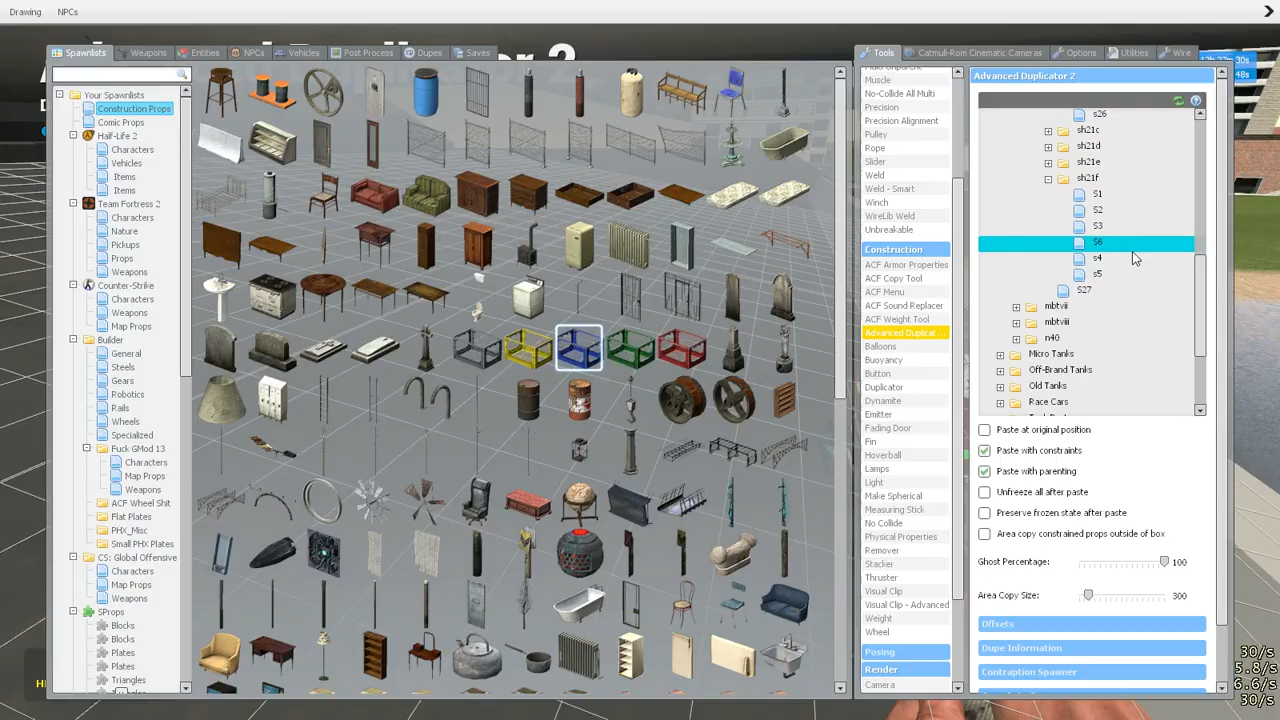 Drawing NPCs
Spawnlists Weapons Entities NPCs Vehicles Post Process Dupes Saves
Your Spawnlists
Construction Props
Comic Props
Half-Life 2
Characters
Vehicles
Items
Items
Team Fortress 2
Characters
Nature
Pickups
Props
Weapons
Counter-Strike
Characters
Weapons
Map Props
Builder
General
Steels
Gears
Robotics
Rails
Wheels
Specialized
Fuck GMod 13
Characters
Map Props
Weapons
ACF Wheel Shit
Flat Plates
PHX_Misc
Small PHX Plates
CS: Global Offensive
Characters
Map Props
Weapons
SProps
Blocks
Blocks
Plates
Plates
Triangles
Tools Catmull-Rom Cinematic Cameras Options Utilities Wire
Muscle
No-Collide All Multi
Precision
Precision Alignment
Pulley
Rope
Slider
Weld
Weld - Smart
Winch
WireLib Weld
Unbreakable
Construction
ACF Armor Properties
ACF Copy Tool
ACF Menu
ACF Sound Replacer
ACF Weight Tool
Advanced Duplicat...
Balloons
Buoyancy
Button
Duplicator
Dynamite
Emitter
Fading Door
Fin
Hoverball
Lamps
Light
Make Spherical
Measuring Stick
No Collide
Physical Properties
Remover
Stacker
Thruster
Visual Clip
Visual Clip - Advanced
Weight
Wheel
Posing
Render
Camera
Advanced Duplicator 2
s26
sh21c
sh21d
sh21e
sh21f
S1
S2
S3
S6
s4
s5
S27
mbtvii
mbtviii
n40
Micro Tanks
Off-Brand Tanks
Old Tanks
Race Cars
Paste at original position
Paste with constraints
Paste with parenting
Unfreeze all after paste
Preserve frozen state after paste
Area copy constrained props outside of box
Ghost Percentage: 100
Area Copy Size: 300
Offsets
Dupe Information
Contraption Spawner
30/s
5.8/s
6.6/s
30/s